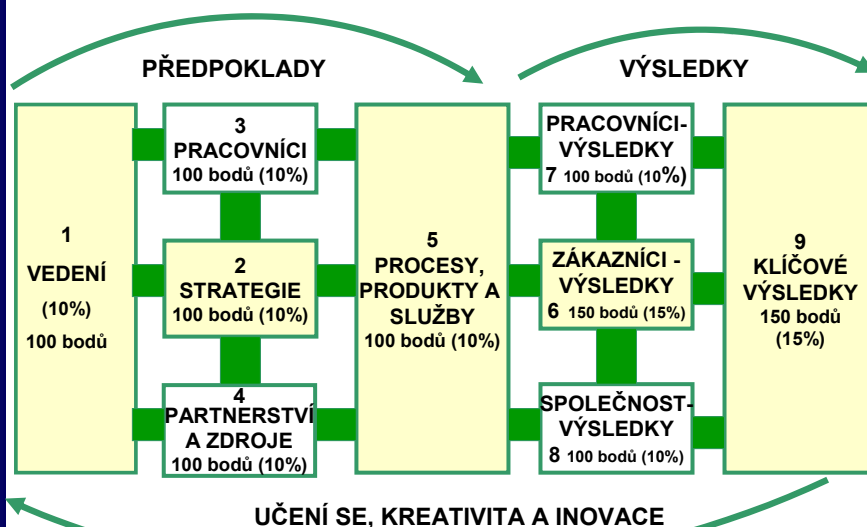 PŘEDPOKLADY
VÝSLEDKY
1
VEDENÍ
(10%)
100 bodů
3
PRACOVNÍCI
100 bodů (10%)
2
STRATEGIE
100 bodů (10%)
4
PARTNERSTVÍ
A ZDROJE
100 bodů (10%)
5
PROCESY,
PRODUKTY A
SLUŽBY
100 bodů (10%)
PRACOVNÍCI-
VÝSLEDKY
7 100 bodů (10%)
ZÁKAZNÍCI -
VÝSLEDKY
6 150 bodů (15%)
SPOLEČNOST-
VÝSLEDKY
8 100 bodů (10%)
9
KLÍČOVÉ
VÝSLEDKY
150 bodů
(15%)
UČENÍ SE, KREATIVITA A INOVACE